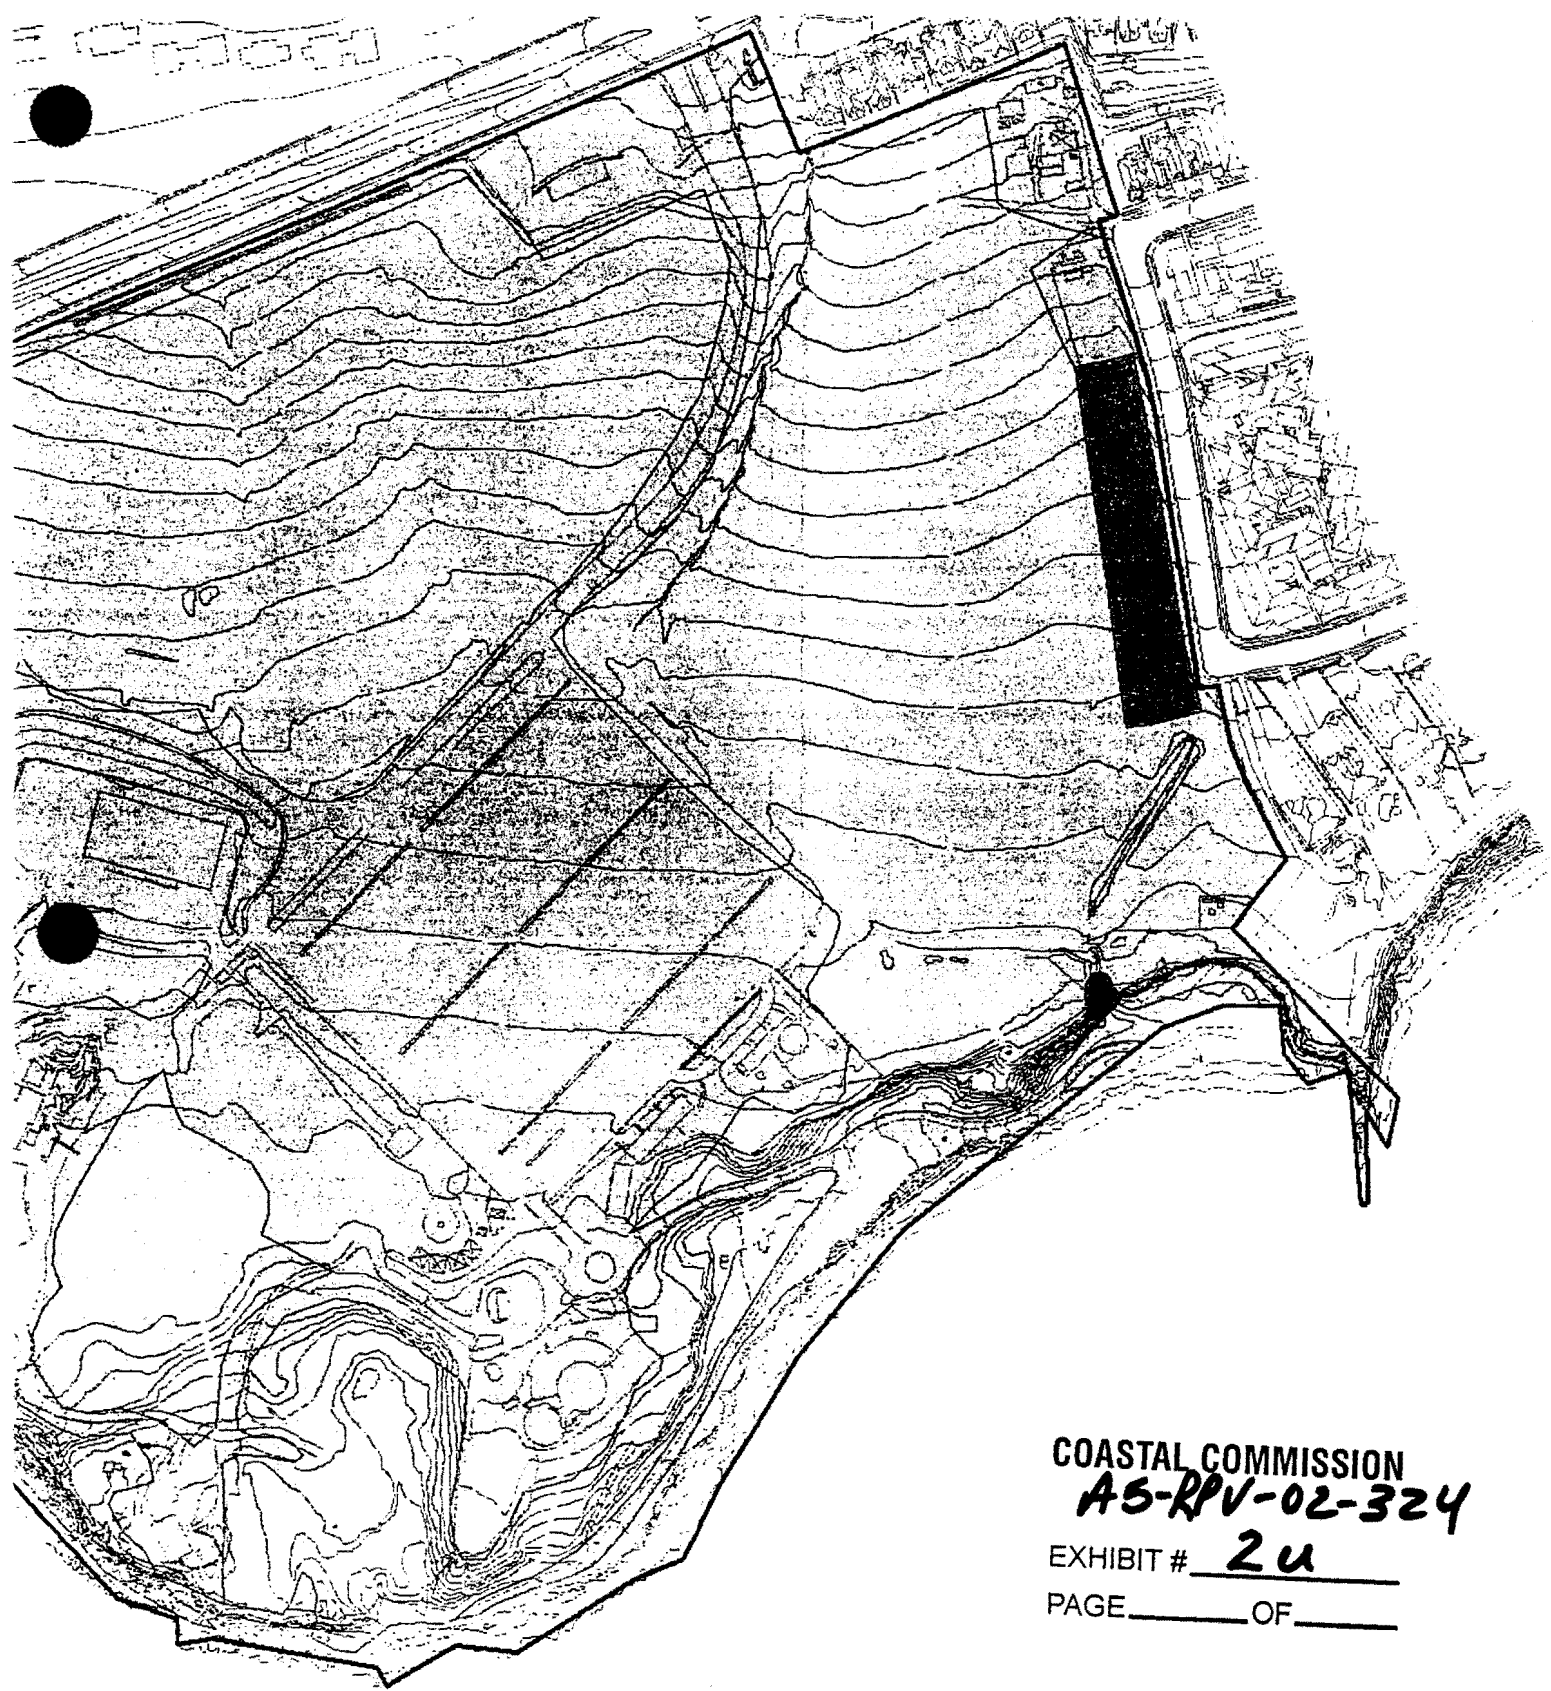 COASTAL COMMISSION
A5-RPV-02-324
EXHIBIT # 2u
PAGE OF